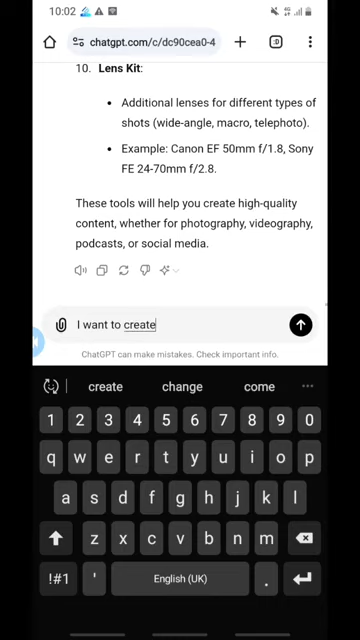 10:02
chatgpt.com/c/dc90cea0-4
:D
10. Lens Kit:
• Additional lenses for different types of
shots (wide-angle, macro, telephoto).
• Example: Canon EF 50mm f/1.8, Sony
FE 24-70mm f/2.8.
These tools will help you create high-quality
content, whether for photography, videography,
podcasts, or social media.
I want to create
ChatGPT can make mistakes. Check important info.
create change come
1 2 3 4 5 6 7 8 9 0
q w e r t y u i o p
a s d f g h j k l
z x c v b n m
!#1 ' English (UK) .